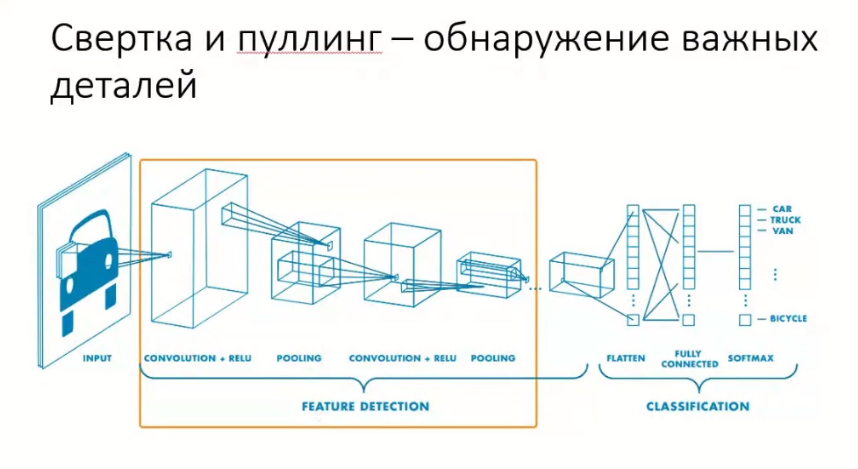 Свертка и пуллинг – обнаружение важных
деталей
CAR
TRUCK
VAN
...
BICYCLE
INPUT
CONVOLUTION + RELU
POOLING
CONVOLUTION + RELU
POOLING
FLATTEN
FULLY
CONNECTED
SOFTMAX
FEATURE DETECTION
CLASSIFICATION